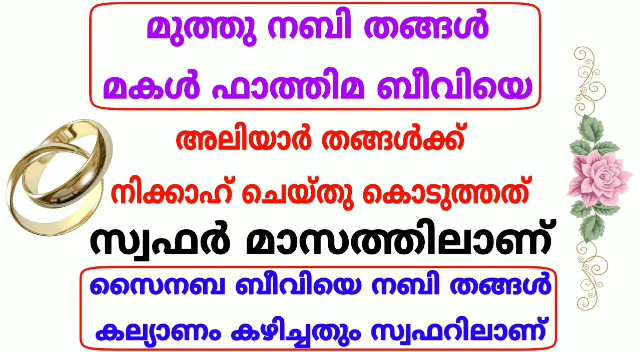 മുത്തു നബി തങ്ങൾ
മകൾ ഫാത്തിമ ബീവിയെ
അലിയാർ തങ്ങൾക്ക്
നിക്കാഹ് ചെയ്തു കൊടുത്തത്
സ്വഫർ മാസത്തിലാണ്
സൈനബ ബീവിയെ നബി തങ്ങൾ
കല്യാണം കഴിച്ചതും സ്വഫറിലാണ്